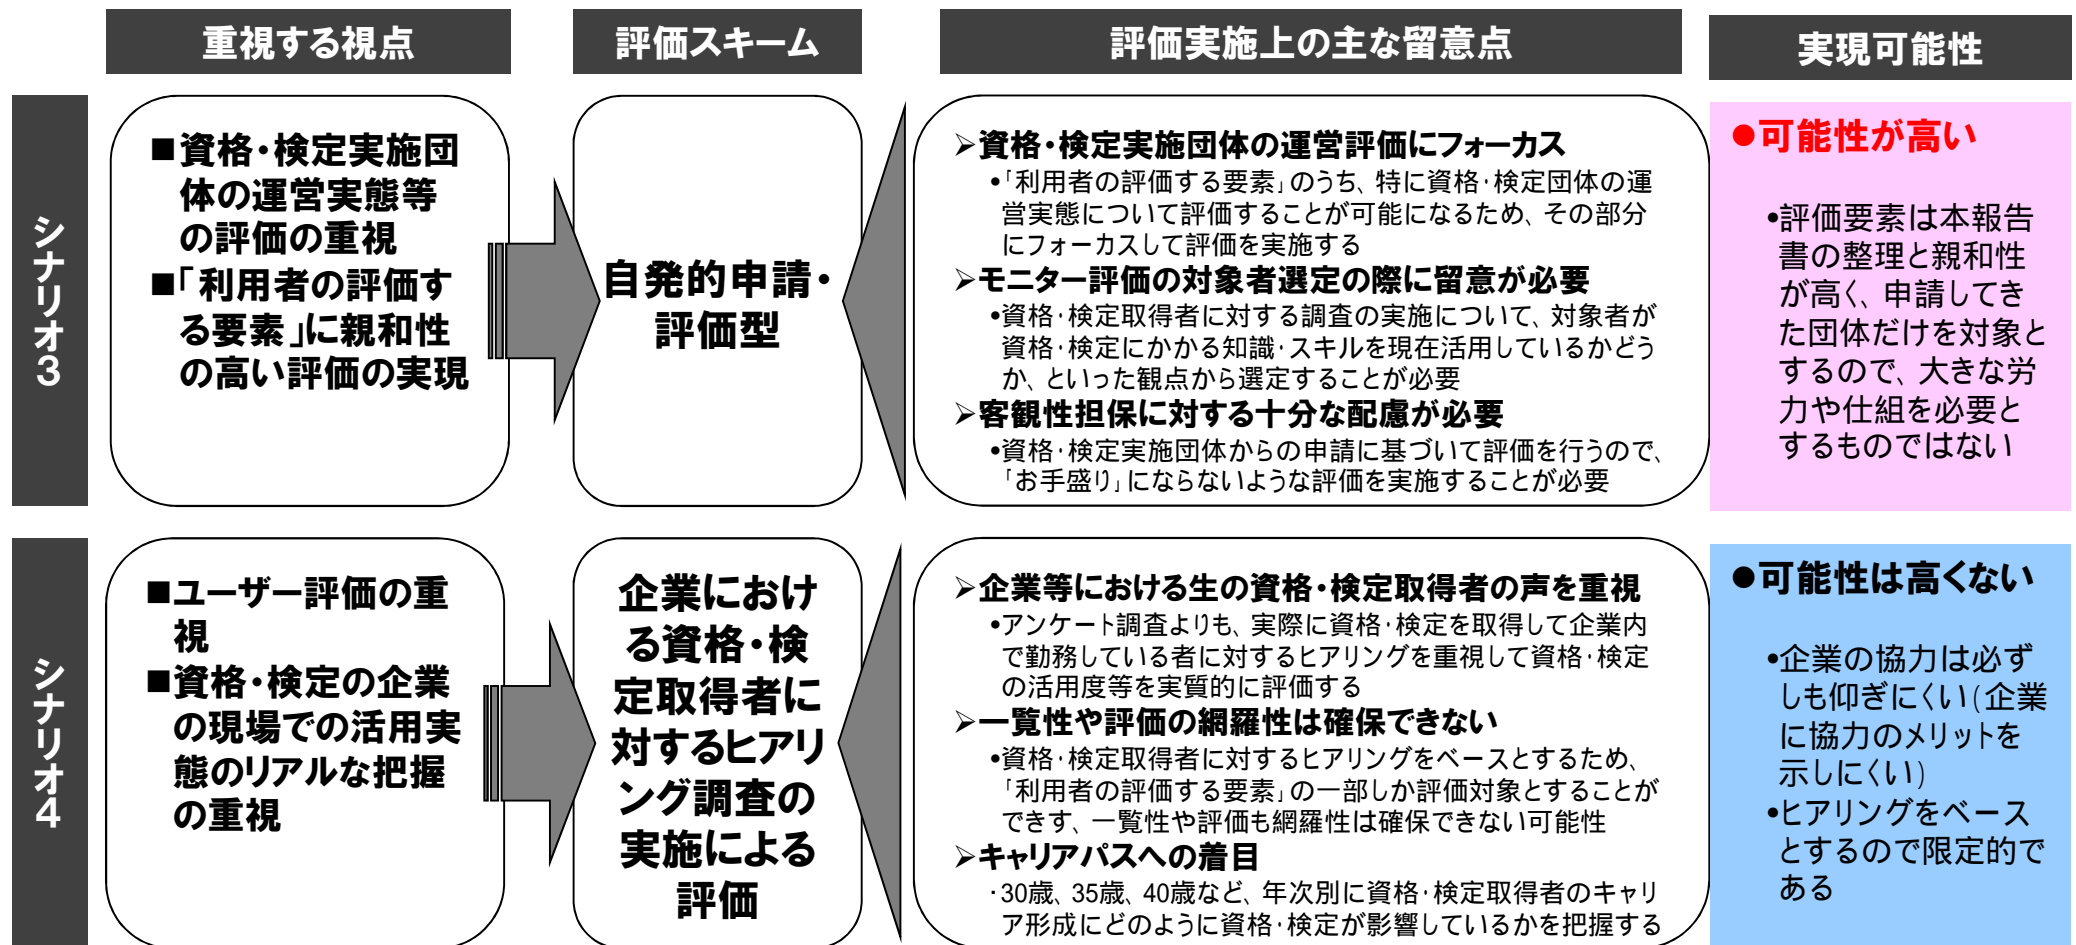 重視する視点
評価スキーム
評価実施上の主な留意点
実現可能性
シナリオ3
■資格・検定実施団
体の運営実態等
の評価の重視
■「利用者の評価す
る要素」に親和性
の高い評価の実現
自発的申請・
評価型
➢資格・検定実施団体の運営評価にフォーカス
•「利用者の評価する要素」のうち、特に資格・検定団体の運
営実態について評価することが可能になるため、その部分
にフォーカスして評価を実施する
➢モニター評価の対象者選定の際に留意が必要
•資格・検定取得者に対する調査の実施について、対象者が
資格・検定にかかる知識・スキルを現在活用しているかどう
か、といった観点から選定することが必要
➢客観性担保に対する十分な配慮が必要
•資格・検定実施団体からの申請に基づいて評価を行うので、
「お手盛り」にならないような評価を実施することが必要
●可能性が高い
•評価要素は本報告
書の整理と親和性
が高く、申請してき
た団体だけを対象と
するので、大きな労
力や仕組を必要と
するものではない
シナリオ4
■ユーザー評価の重
視
■資格・検定の企業
の現場での活用実
態のリアルな把握
の重視
企業におけ
る資格・検
定取得者に
対するヒアリ
ング調査の
実施による
評価
➢企業等における生の資格・検定取得者の声を重視
•アンケート調査よりも、実際に資格・検定を取得して企業内
で勤務している者に対するヒアリングを重視して資格・検定
の活用度等を実質的に評価する
➢一覧性や評価の網羅性は確保できない
•資格・検定取得者に対するヒアリングをベースとするため、
「利用者の評価する要素」の一部しか評価対象とすることが
できす、一覧性や評価も網羅性は確保できない可能性
➢キャリアパスへの着目
・30歳、35歳、40歳など、年次別に資格・検定取得者のキャリ
ア形成にどのように資格・検定が影響しているかを把握する
●可能性は高くない
•企業の協力は必ず
しも仰ぎにくい(企業
に協力のメリットを
示しにくい)
•ヒアリングをベース
とするので限定的で
ある